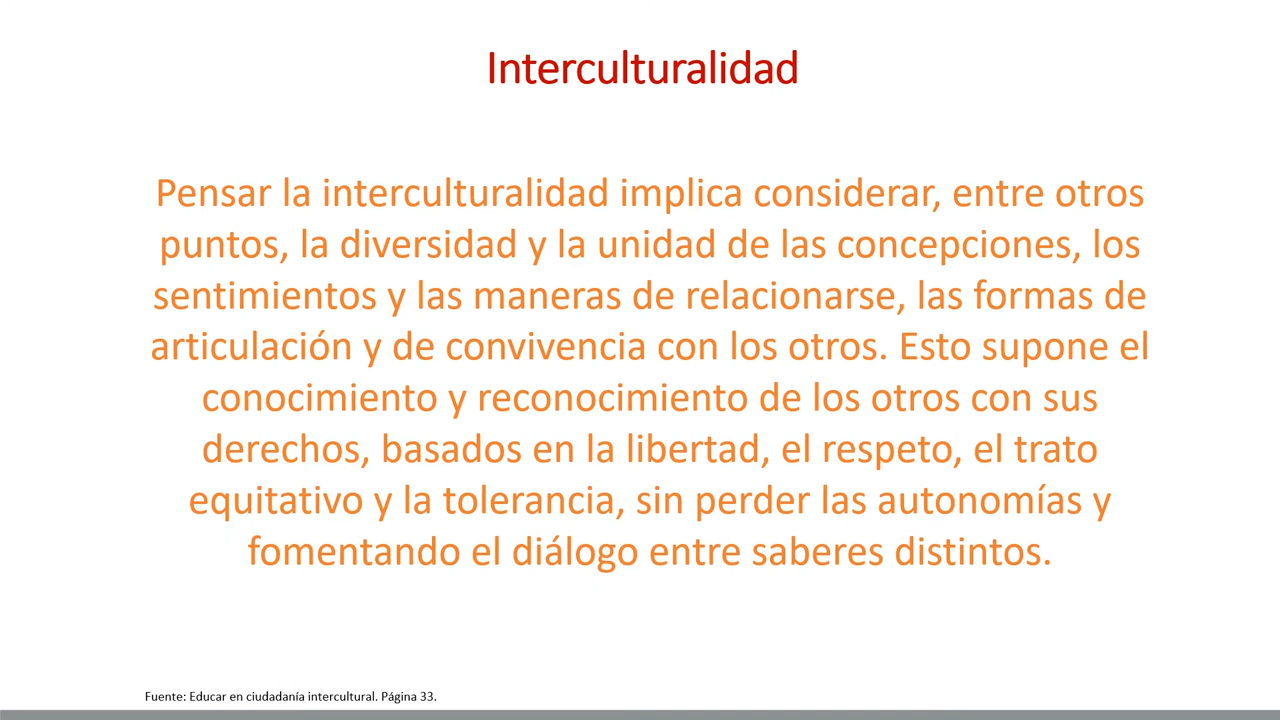 Interculturalidad
Pensar la interculturalidad implica considerar, entre otros
puntos, la diversidad y la unidad de las concepciones, los
sentimientos y las maneras de relacionarse, las formas de
articulación y de convivencia con los otros. Esto supone el
conocimiento y reconocimiento de los otros con sus
derechos, basados en la libertad, el respeto, el trato
equitativo y la tolerancia, sin perder las autonomías y
fomentando el diálogo entre saberes distintos.
Fuente: Educar en ciudadanía intercultural. Página 33.